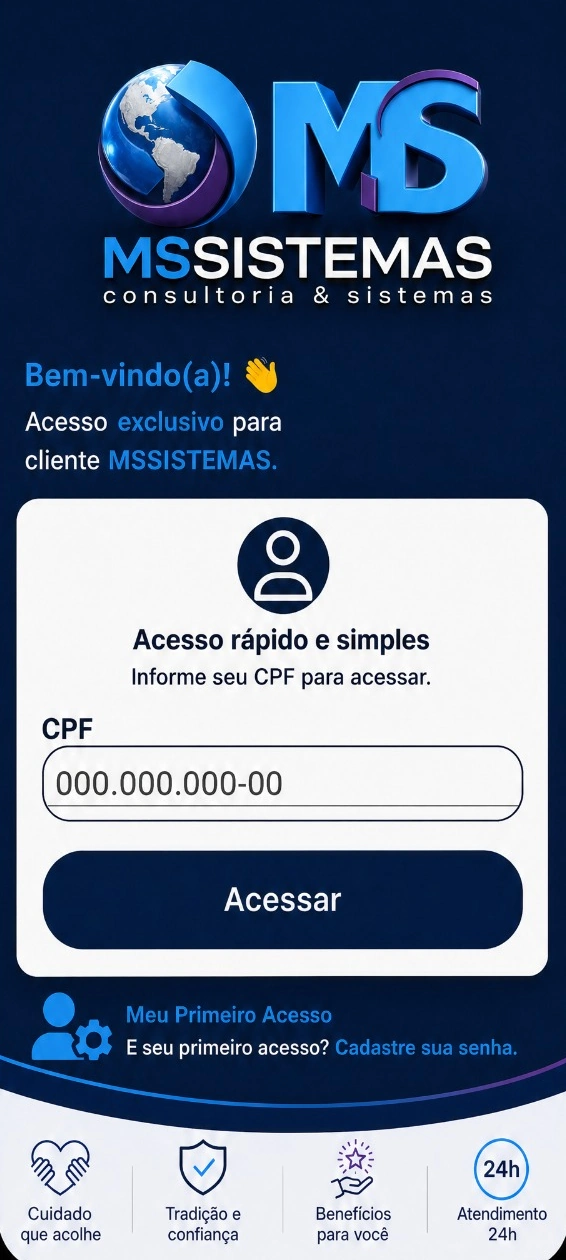 MS
MSSISTEMAS
consultoria & sistemas
Bem-vindo(a)! 👋
Acesso exclusivo para
cliente MSSISTEMAS.
Acesso rápido e simples
Informe seu CPF para acessar.
CPF
000.000.000-00
Acessar
Meu Primeiro Acesso
E seu primeiro acesso? Cadastre sua senha.
Cuidado
que acolhe
Tradição e
confiança
Benefícios
para você
24h
Atendimento
24h